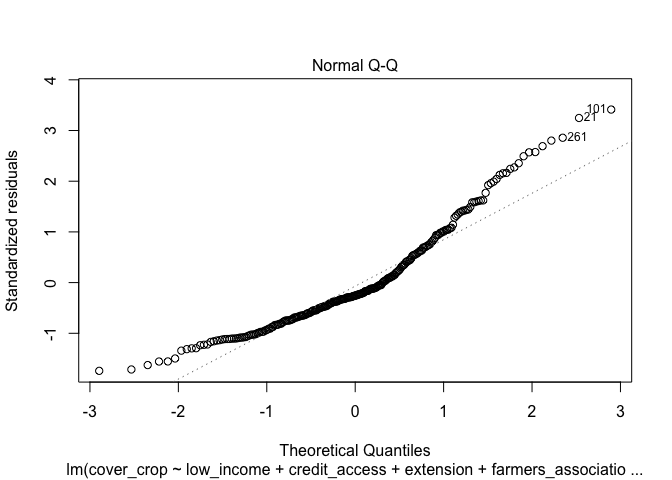 Normal Q-Q
Standardized residuals
4
3
2
1
0
-1
101
21
261
-3 -2 -1 0 1 2 3
Theoretical Quantiles
lm(cover_crop ~ low_income + credit_access + extension + farmers_associatio ...